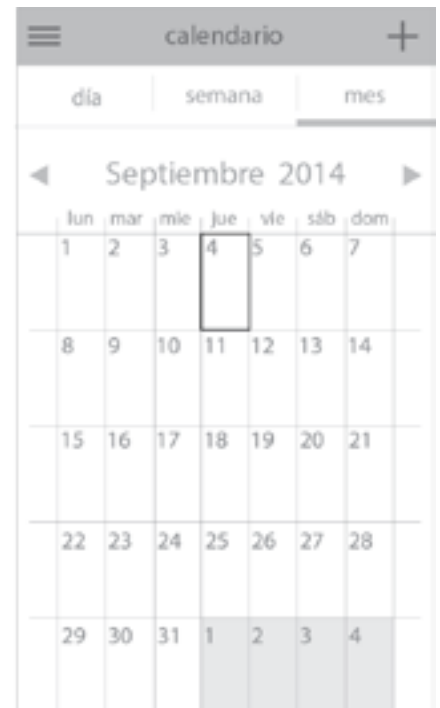 calendario
día semana mes
Septiembre 2014
lun mar mie jue vie sáb dom
1 2 3 4 5 6 7
8 9 10 11 12 13 14
15 16 17 18 19 20 21
22 23 24 25 26 27 28
29 30 31 1 2 3 4